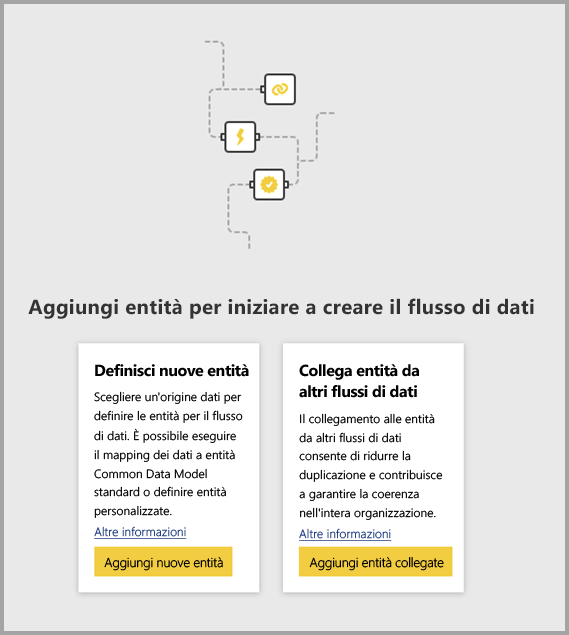 Aggiungi entità per iniziare a creare il flusso di dati
Definisci nuove entità
Scegliere un'origine dati per
definire le entità per il flusso
di dati. È possibile eseguire
il mapping dei dati a entità
Common Data Model
standard o definire entità
personalizzate.
Altre informazioni
Aggiungi nuove entità
Collega entità da
altri flussi di dati
Il collegamento alle entità
da altri flussi di dati
consente di ridurre la
duplicazione e contribuisce
a garantire la coerenza
nell'intera organizzazione.
Altre informazioni
Aggiungi entità collegate